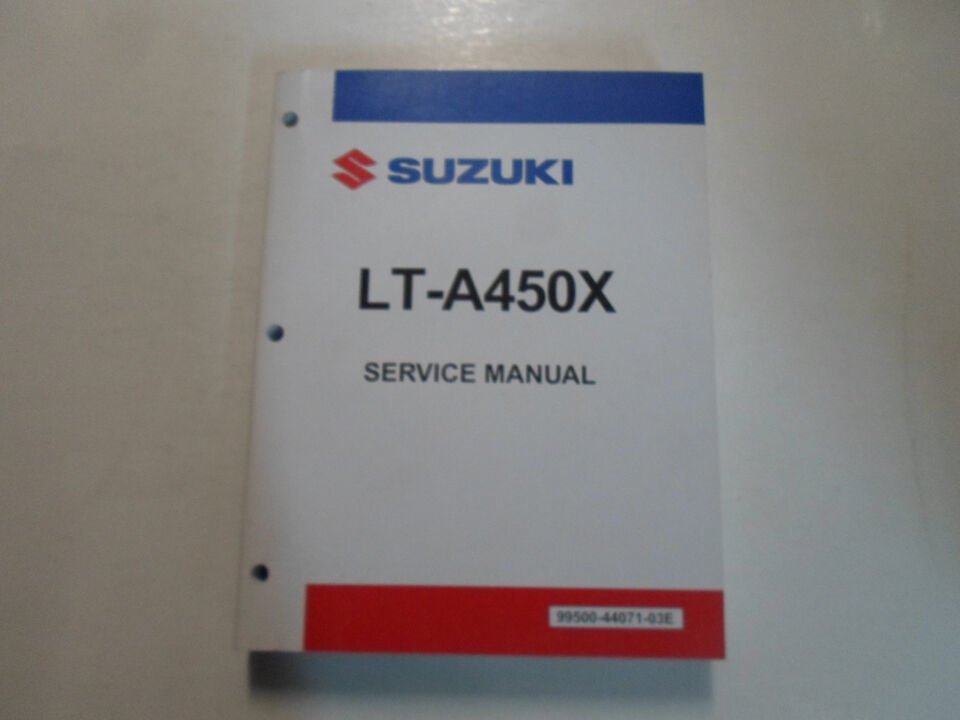 SUZUKI
LT-A450X
SERVICE MANUAL
99500-44071-03E